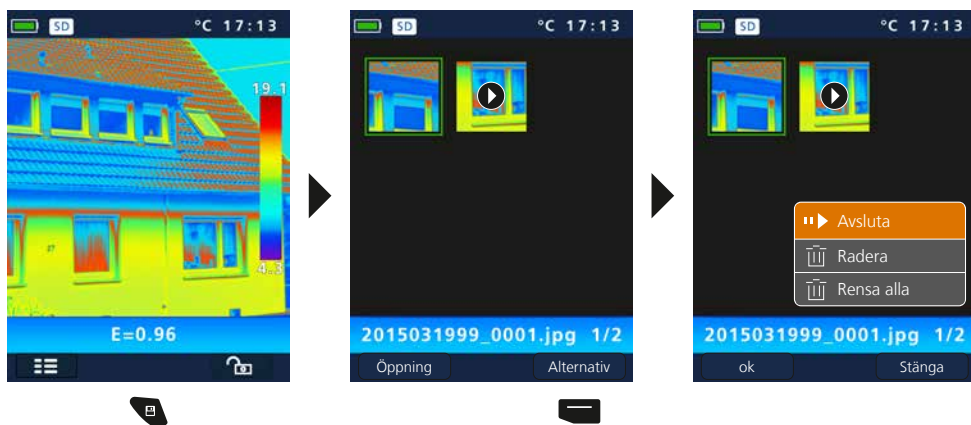 SD °C 17:13
19.1
4.3
E=0.96
SD °C 17:13
2015031999_0001.jpg 1/2
Öppning Alternativ
SD °C 17:13
Avsluta
Radera
Rensa alla
2015031999_0001.jpg 1/2
ok Stänga